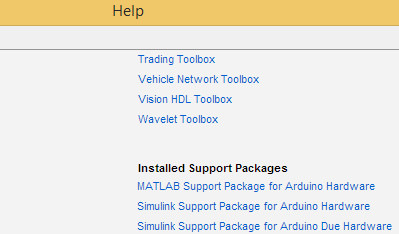 Help
Trading Toolbox
Vehicle Network Toolbox
Vision HDL Toolbox
Wavelet Toolbox
Installed Support Packages
MATLAB Support Package for Arduino Hardware
Simulink Support Package for Arduino Hardware
Simulink Support Package for Arduino Due Hardware